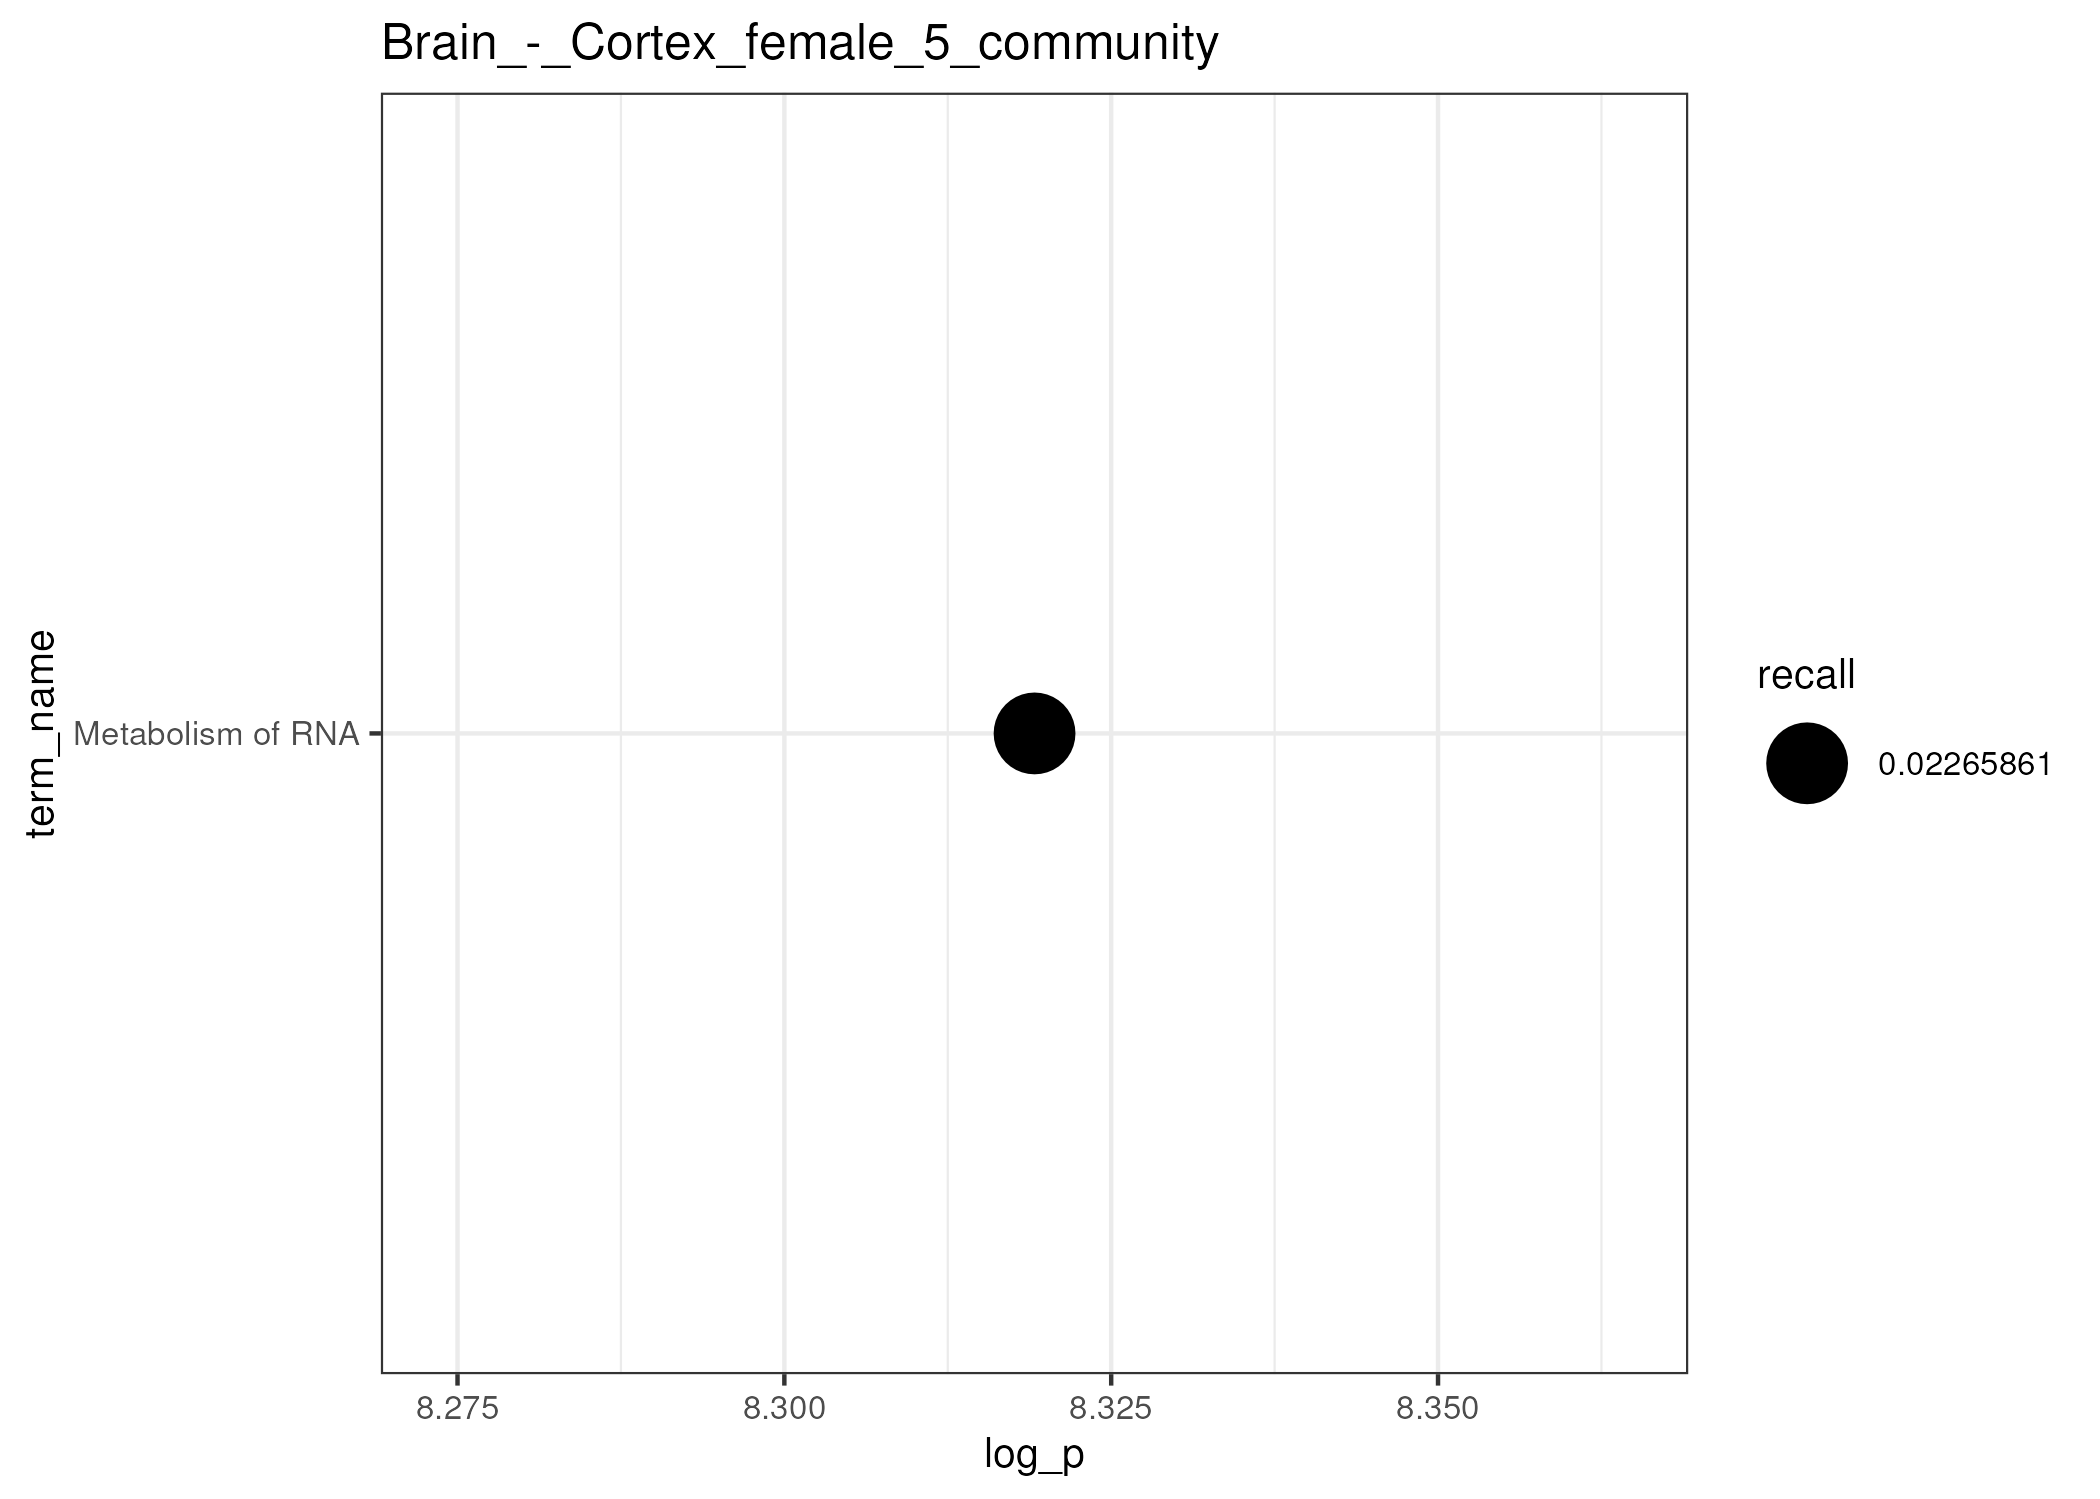 Brain_-_Cortex_female_5_community
term_name
Metabolism of RNA
8.275
8.300
8.325
8.350
log_p
recall
0.02265861